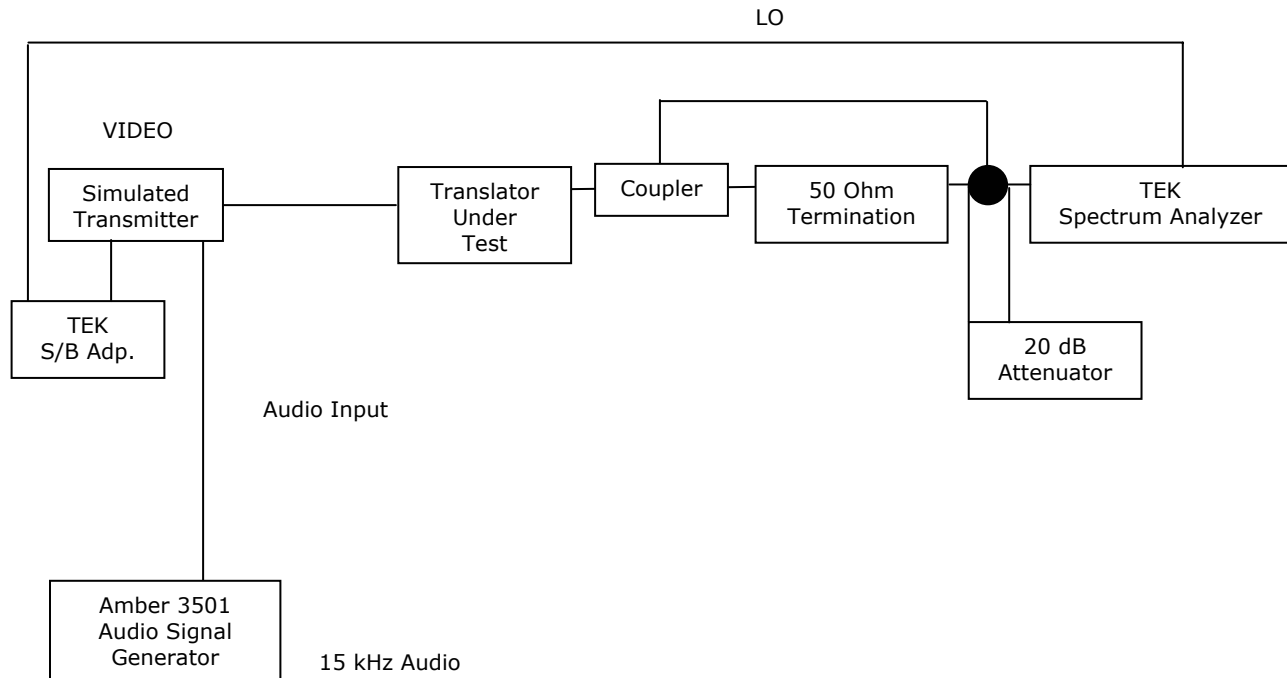 LO
VIDEO
Simulated
Transmitter
Translator
Under
Test
Coupler
50 Ohm
Termination
TEK
Spectrum Analyzer
TEK
S/B Adp.
20 dB
Attenuator
Audio Input
Amber 3501
Audio Signal
Generator
15 kHz Audio